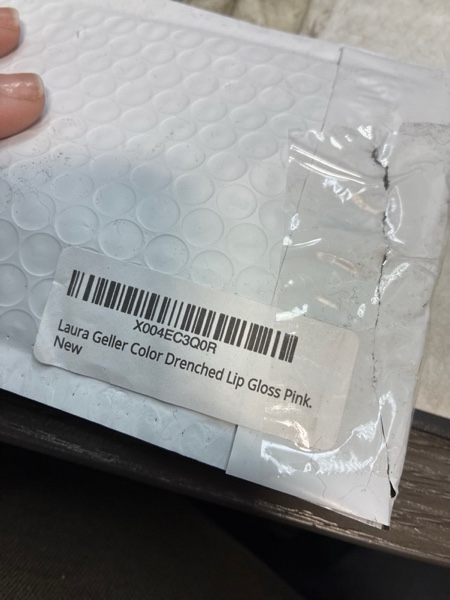 X004EC3Q0R
Laura Geller Color Drenched Lip Gloss Pink.
New